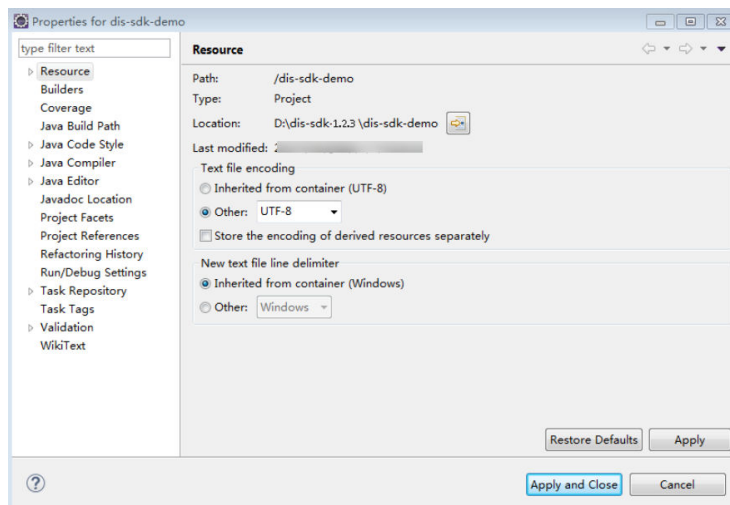 Properties for dis-sdk-demo
type filter text
Resource
Builders
Coverage
Java Build Path
Java Code Style
Java Compiler
Java Editor
Javadoc Location
Project Facets
Project References
Refactoring History
Run/Debug Settings
Task Repository
Task Tags
Validation
WikiText
Resource
Path: /dis-sdk-demo
Type: Project
Location: D:\dis-sdk-1.2.3 \dis-sdk-demo
Last modified:
Text file encoding
Inherited from container (UTF-8)
Other: UTF-8
Store the encoding of derived resources separately
New text file line delimiter
Inherited from container (Windows)
Other: Windows
Restore Defaults Apply
? Apply and Close Cancel